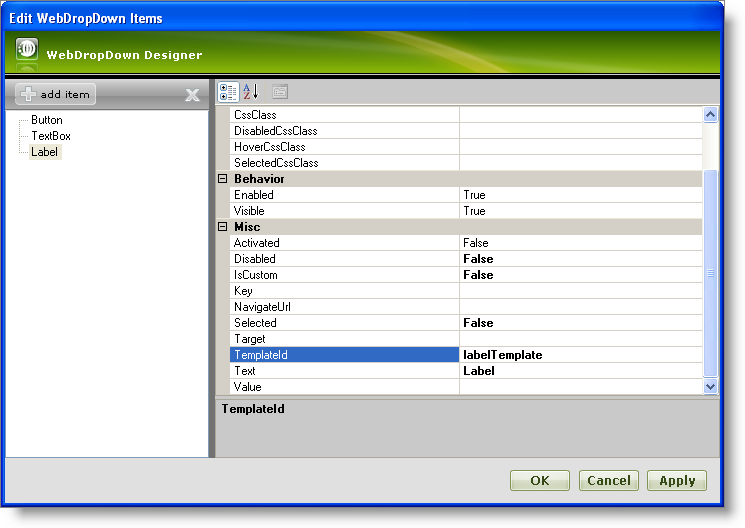 Edit WebDropDown Items
WebDropDown Designer
add item
Button
TextBox
Label
CssClass
DisabledCssClass
HoverCssClass
SelectedCssClass
Behavior
Enabled True
Visible True
Misc
Activated False
Disabled False
IsCustom False
Key
NavigateUrl
Selected False
Target
TemplateId labelTemplate
Text Label
Value
TemplateId
OK Cancel Apply